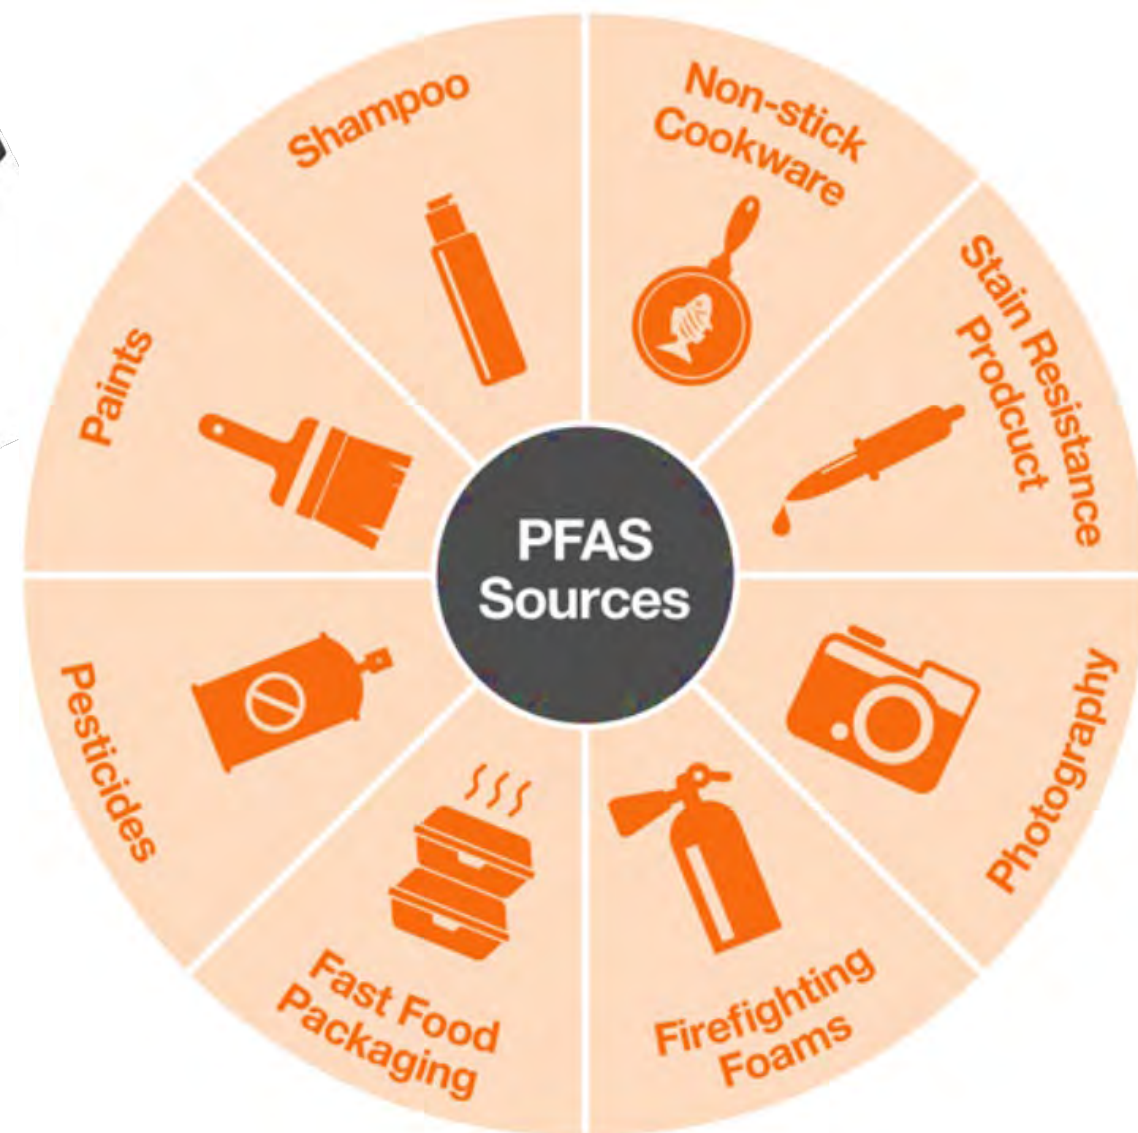 PFAS
Sources
Non-stick
Cookware
Stain Resistance
Prodcuct
Photography
Firefighting
Foams
Fast Food
Packaging
Pesticides
Paints
Shampoo